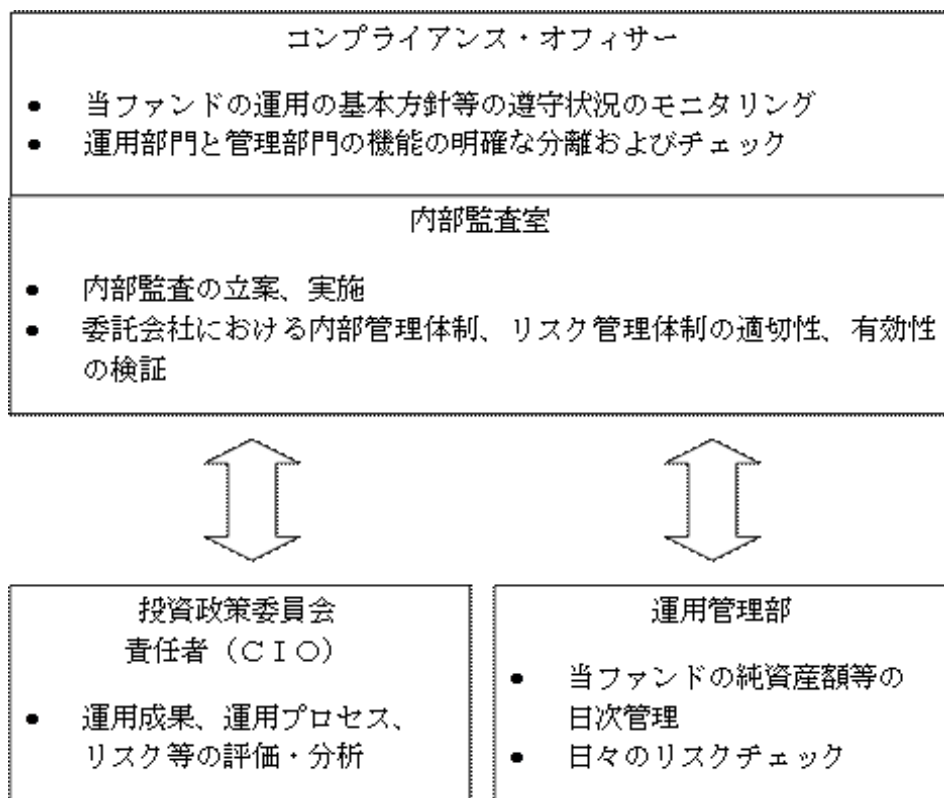 コンプライアンス・オフィサー
● 当ファンドの運用の基本方針等の遵守状況のモニタリング
● 運用部門と管理部門の機能の明確な分離およびチェック
内部監査室
● 内部監査の立案、実施
● 委託会社における内部管理体制、リスク管理体制の適切性、有効性
の検証
投資政策委員会
責任者（ＣＩＯ）
● 運用成果、運用プロセス、
リスク等の評価・分析
運用管理部
● 当ファンドの純資産額等の
日次管理
● 日々のリスクチェック